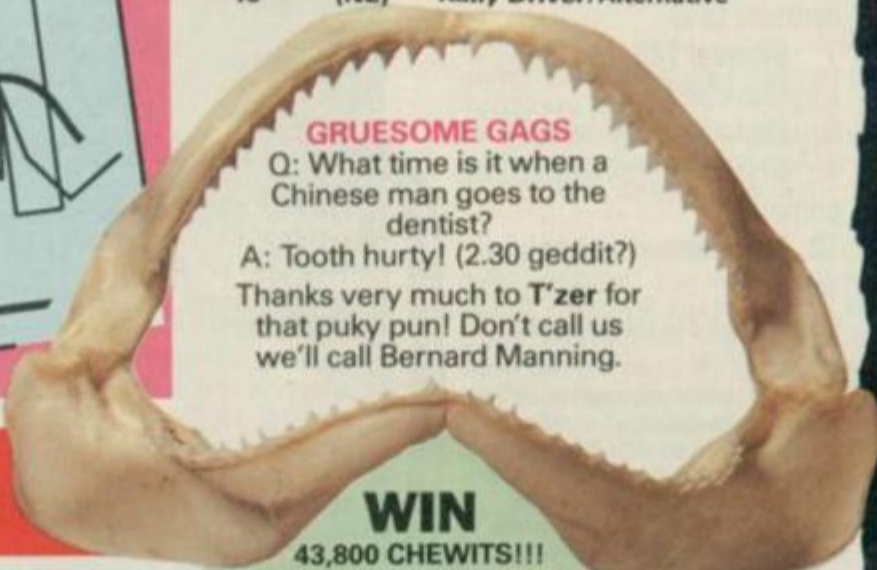 GRUESOME GAGS
Q: What time is it when a
Chinese man goes to the
dentist?
A: Tooth hurty! (2.30 geddit?)
Thanks very much to T'zer for
that puky pun! Don't call us
we'll call Bernard Manning.
WIN
43,800 CHEWITS!!!